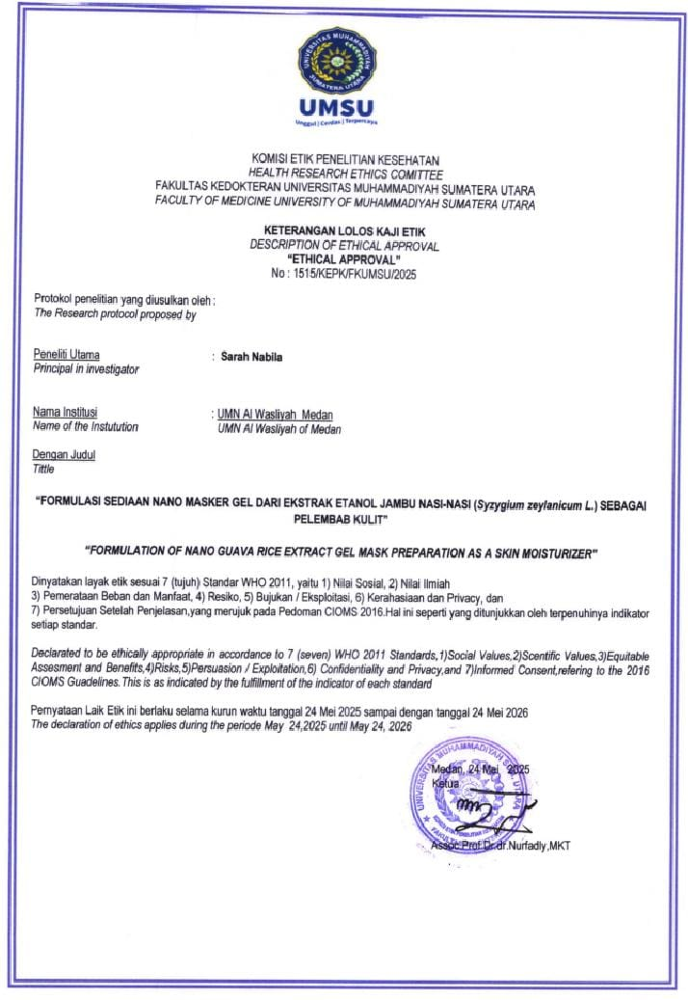 UNIVERSITAS MUHAMMADIYAH
SUMATERA UTARA
UMSU
Unggul | Cerdas | Terpercaya
KOMISI ETIK PENELITIAN KESEHATAN
HEALTH RESEARCH ETHICS COMITTEE
FAKULTAS KEDOKTERAN UNIVERSITAS MUHAMMADIYAH SUMATERA UTARA
FACULTY OF MEDICINE UNIVERSITY OF MUHAMMADIYAH SUMATERA UTARA
KETERANGAN LOLOS KAJI ETIK
DESCRIPTION OF ETHICAL APPROVAL
"ETHICAL APPROVAL"
No : 1515/KEPK/FKUMSU/2025
Protokol penelitian yang diusulkan oleh :
The Research protocol proposed by
Peneliti Utama : Sarah Nabila
Principal in investigator
Nama Institusi : UMN Al Wasliyah Medan
Name of the Instutution UMN Al Wasliyah of Medan
Dengan Judul
Tittle
"FORMULASI SEDIAAN NANO MASKER GEL DARI EKSTRAK ETANOL JAMBU NASI-NASI (Syzygium zeylanicum L.) SEBAGAI
PELEMBAB KULIT"
"FORMULATION OF NANO GUAVA RICE EXTRACT GEL MASK PREPARATION AS A SKIN MOISTURIZER"
Dinyatakan layak etik sesuai 7 (tujuh) Standar WHO 2011, yaitu 1) Nilai Sosial, 2) Nilai Ilmiah
3) Pemerataan Beban dan Manfaat, 4) Resiko, 5) Bujukan / Eksploitasi, 6) Kerahasiaan dan Privacy, dan
7) Persetujuan Setelah Penjelasan,yang merujuk pada Pedoman CIOMS 2016.Hal ini seperti yang ditunjukkan oleh terpenuhinya indikator
setiap standar.
Declarated to be ethically appropriate in accordance to 7 (seven) WHO 2011 Standards,1)Social Values,2)Scentific Values,3)Equitable
Assesment and Benefits,4)Risks,5)Persuasion / Exploitation,6) Confidentiality and Privacy,and 7)Informed Consent,refering to the 2016
CIOMS Guadelines. This is as indicated by the fulfillment of the indicator of each standard
Pernyataan Laik Etik ini berlaku selama kurun waktu tanggal 24 Mei 2025 sampai dengan tanggal 24 Mei 2026
The declaration of ethics applies during the periode May 24,2025 until May 24, 2026
Medan, 24 Mei 2025
Ketua
Assoc.Prof.Dr.dr.Nurfadly,MKT